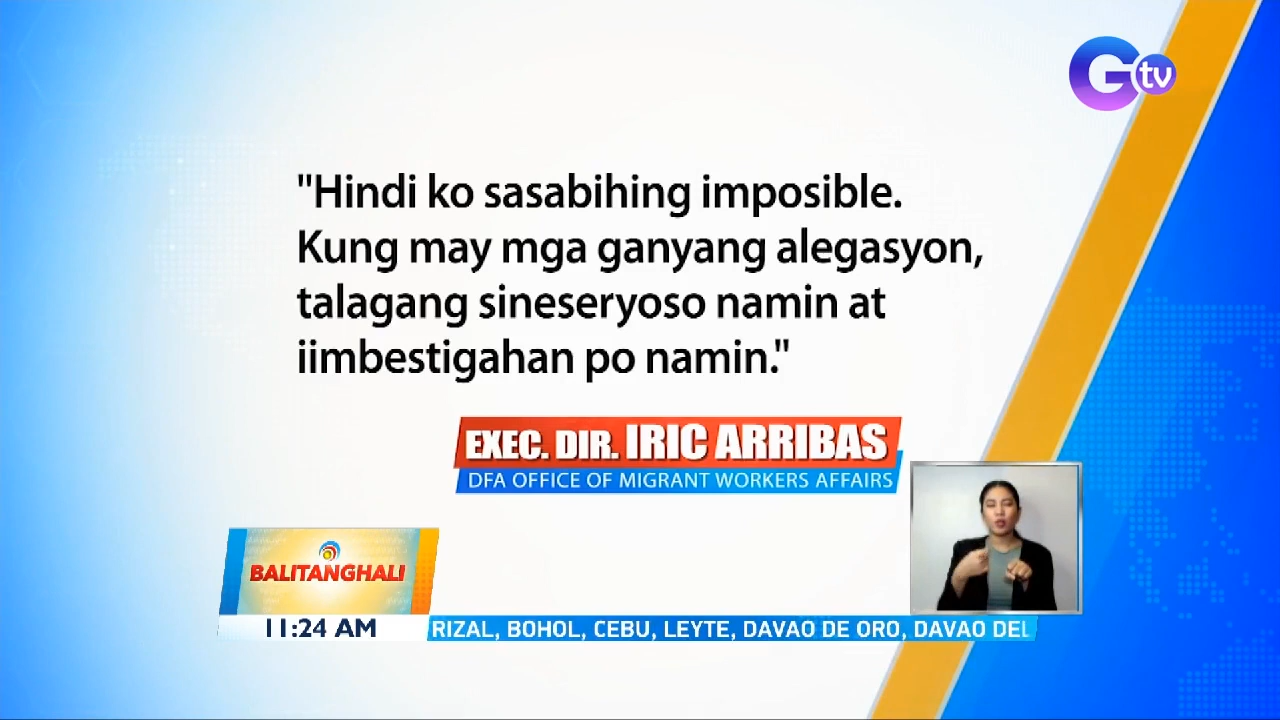 Gtv
"Hindi ko sasabihing imposible.
Kung may mga ganyang alegasyon,
talagang sineseryoso namin at
iimbestigahan po namin."
EXEC. DIR. IRIC ARRIBAS
DFA OFFICE OF MIGRANT WORKERS AFFAIRS
BALITANGHALI
11:24 AM
RIZAL, BOHOL, CEBU, LEYTE, DAVAO DE ORO, DAVAO DEL